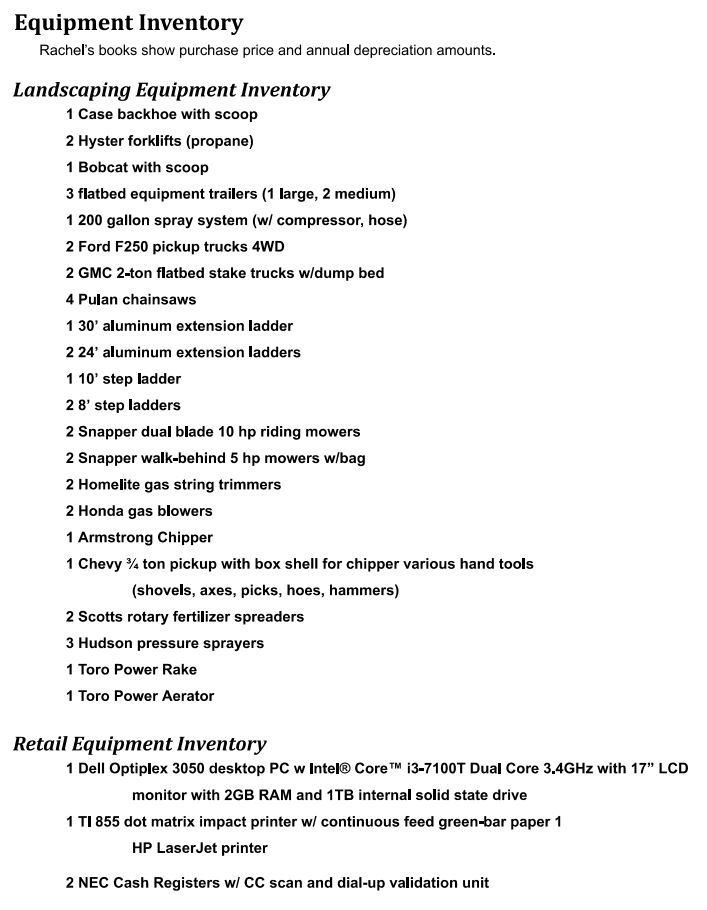 Equipment Inventory
Rachel's books show purchase price and annual depreciation amounts.
Landscaping Equipment Inventory
1 Case backhoe with scoop
2 Hyster forklifts (propane)
1 Bobcat with scoop
3 flatbed equipment trailers (1 large, 2 medium)
1 200 gallon spray system (w/ compressor, hose)
2 Ford F250 pickup trucks 4WD
2 GMC 2-ton flatbed stake trucks w/dump bed
4 Pulan chainsaws
1 30' aluminum extension ladder
2 24' aluminum extension ladders
1 10' step ladder
2 8' step ladders
2 Snapper dual blade 10 hp riding mowers
2 Snapper walk-behind 5 hp mowers w/bag
2 Homelite gas string trimmers
2 Honda gas blowers
1 Armstrong Chipper
1 Chevy ¾ ton pickup with box shell for chipper various hand tools
(shovels, axes, picks, hoes, hammers)
2 Scotts rotary fertilizer spreaders
3 Hudson pressure sprayers
1 Toro Power Rake
1 Toro Power Aerator
Retail Equipment Inventory
1 Dell Optiplex 3050 desktop PC w Intel® Core™ i3-7100T Dual Core 3.4GHz with 17” LCD
monitor with 2GB RAM and 1TB internal solid state drive
1 TI 855 dot matrix impact printer w/ continuous feed green-bar paper 1
HP LaserJet printer
2 NEC Cash Registers w/ CC scan and dial-up validation unit